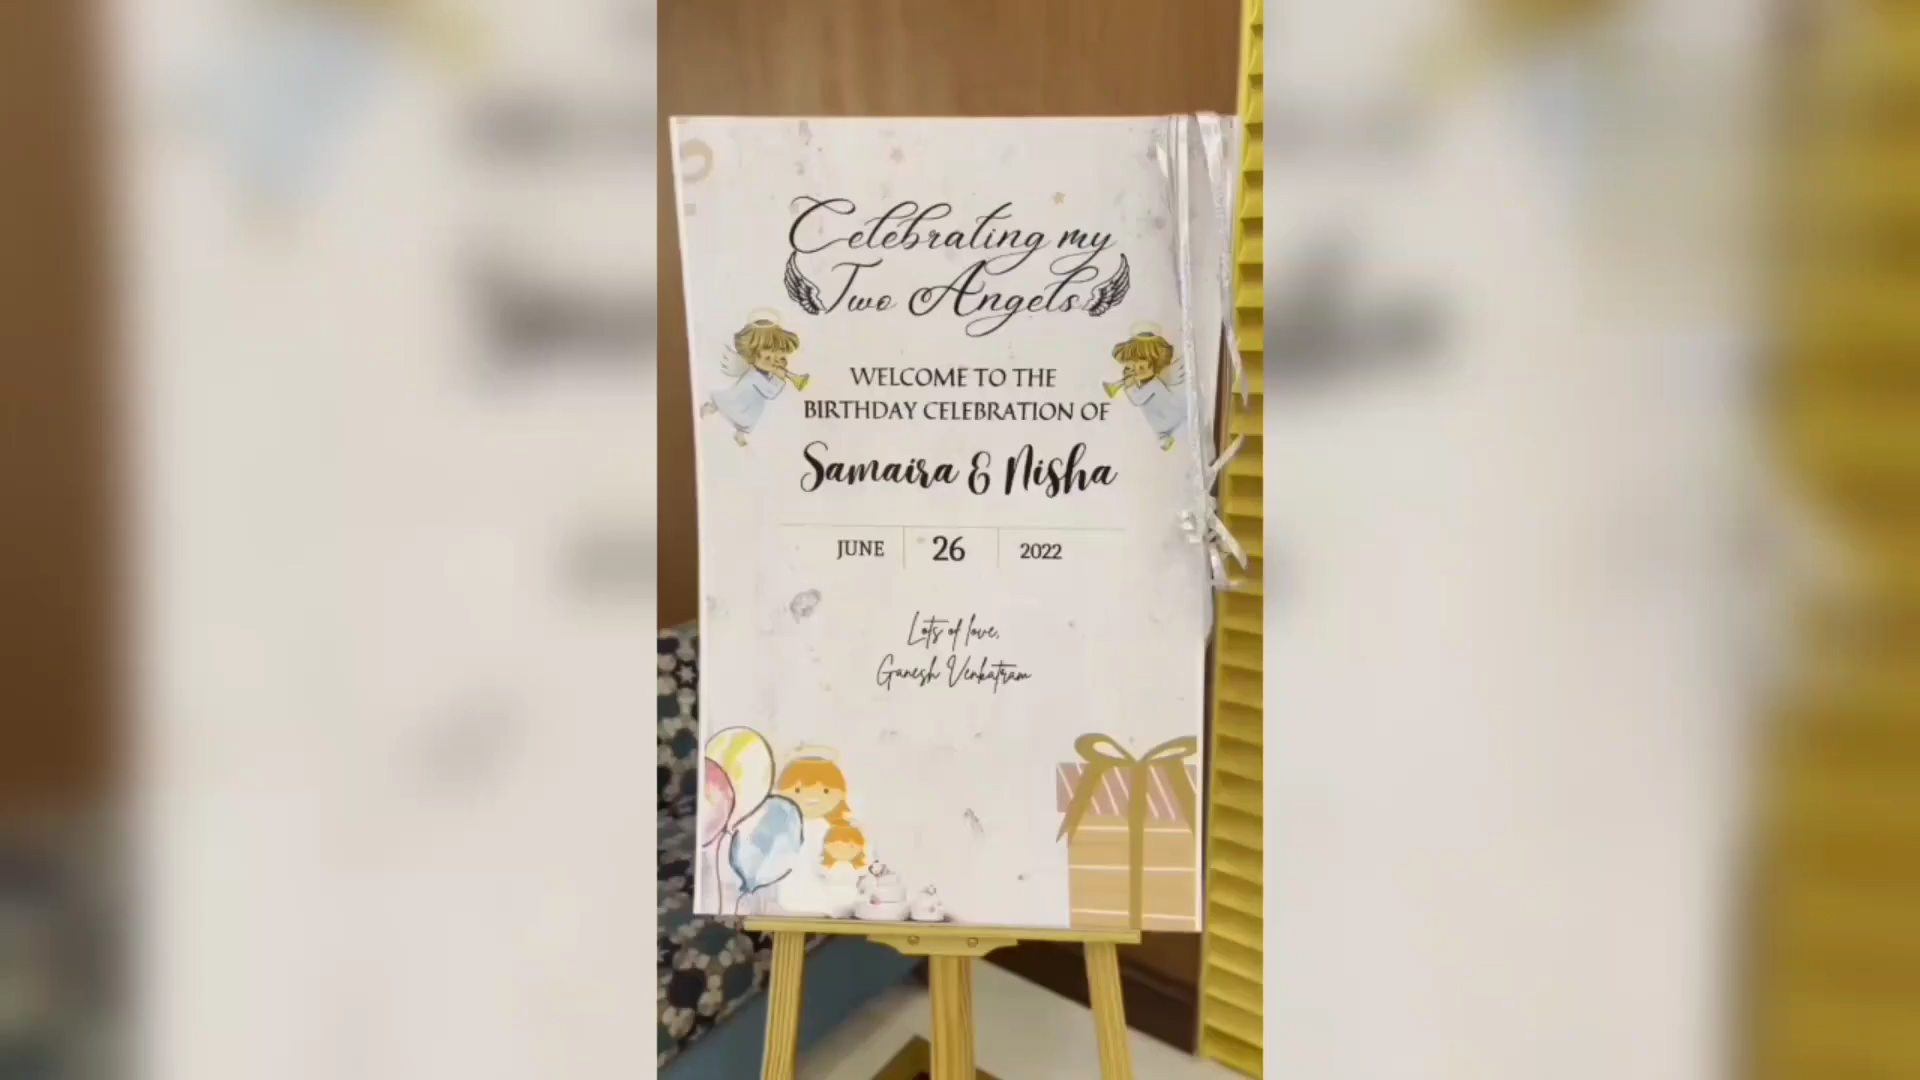 Celebrating my
Two Angels
WELCOME TO THE
BIRTHDAY CELEBRATION OF
Samaira & Nisha
JUNE 26 2022
Lots of love,
Ganesh Venkatram